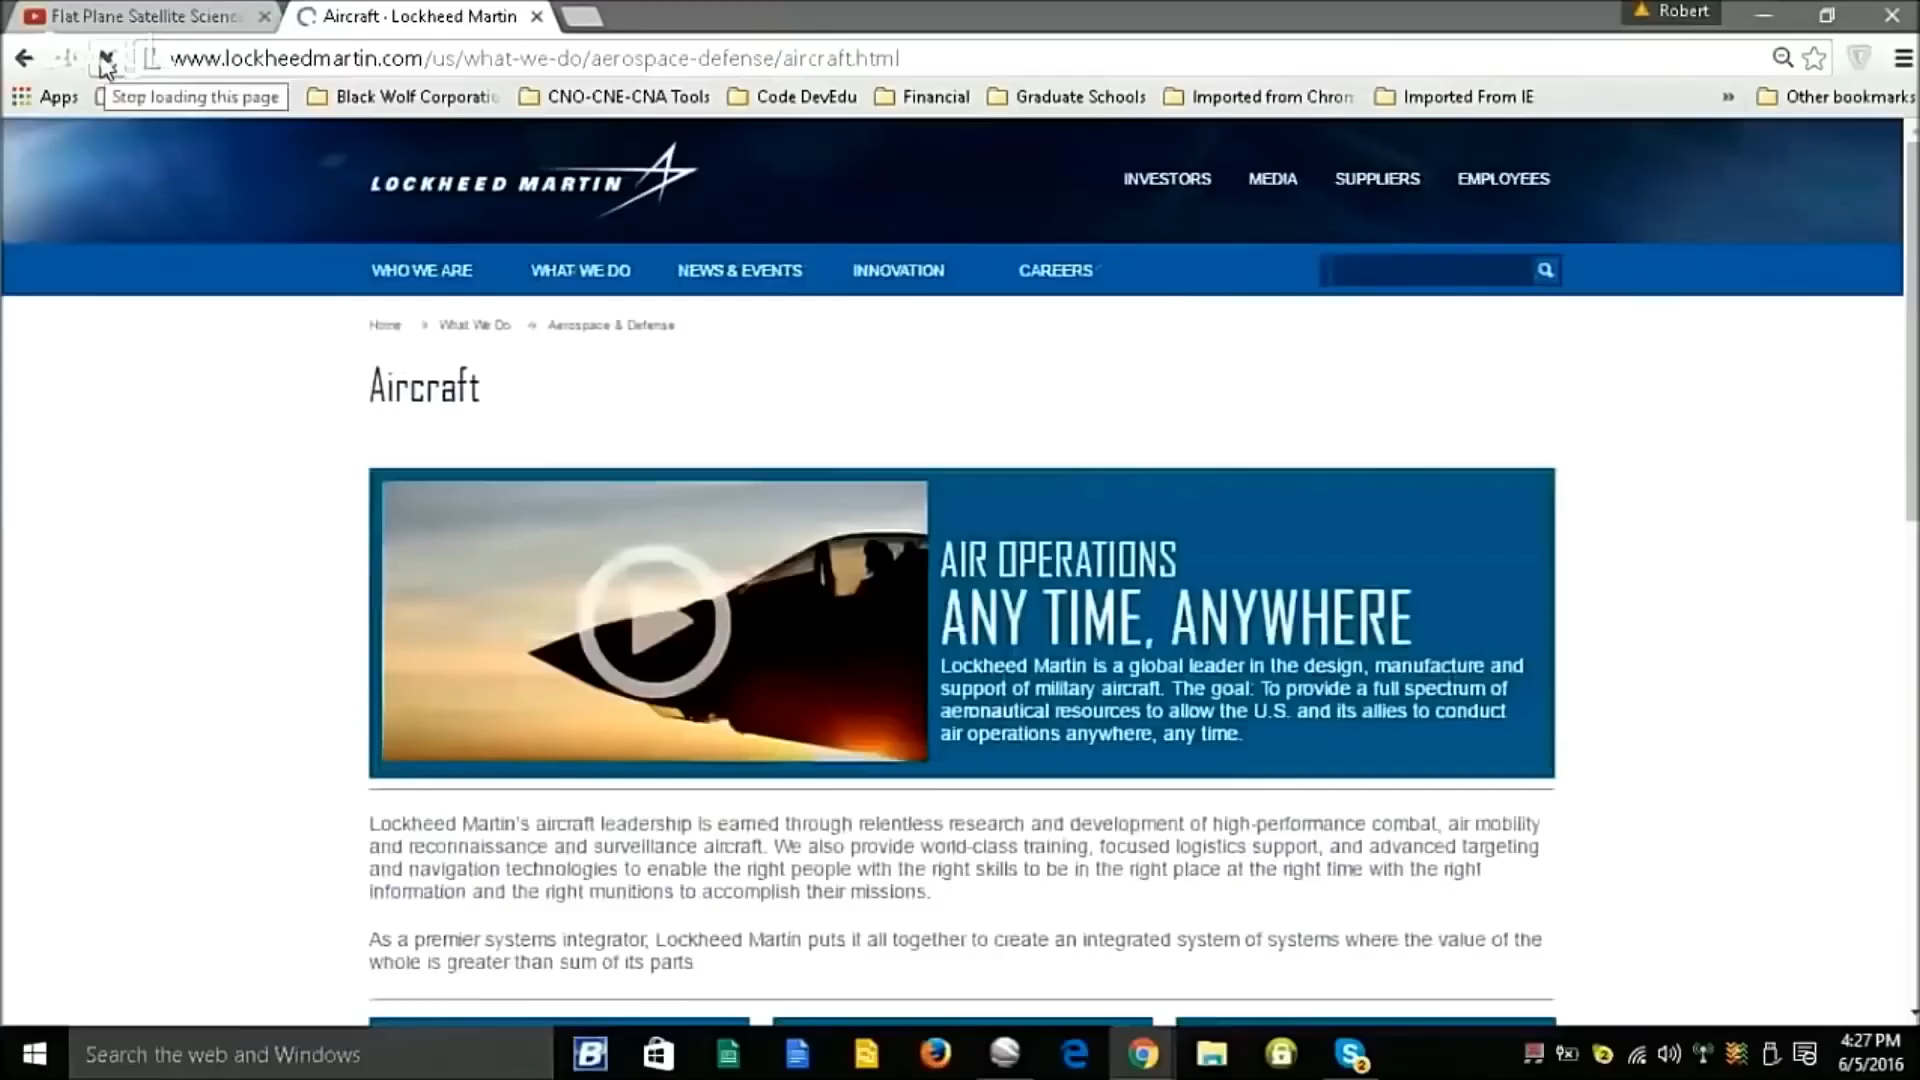 Flat Plane Satellite Scienc
Aircraft · Lockheed Martin
Robert
www.lockheedmartin.com/us/what-we-do/aerospace-defense/aircraft.html
Apps
Stop loading this page
Black Wolf Corporati
CNO-CNE-CNA Tools
Code DevEdu
Financial
Graduate Schools
Imported from Chrom
Imported From IE
Other bookmarks
LOCKHEED MARTIN
INVESTORS
MEDIA
SUPPLIERS
EMPLOYEES
WHO WE ARE
WHAT WE DO
NEWS & EVENTS
INNOVATION
CAREERS
Home
What We Do
Aerospace & Defense
Aircraft
AIR OPERATIONS
ANY TIME, ANYWHERE
Lockheed Martin is a global leader in the design, manufacture and
support of military aircraft. The goal: To provide a full spectrum of
aeronautical resources to allow the U.S. and its allies to conduct
air operations anywhere, any time.
Lockheed Martin's aircraft leadership is earned through relentless research and development of high-performance combat, air mobility
and reconnaissance and surveillance aircraft. We also provide world-class training, focused logistics support, and advanced targeting
and navigation technologies to enable the right people with the right skills to be in the right place at the right time with the right
information and the right munitions to accomplish their missions.
As a premier systems integrator, Lockheed Martin puts it all together to create an integrated system of systems where the value of the
whole is greater than sum of its parts
Search the web and Windows
4:27 PM
6/5/2016